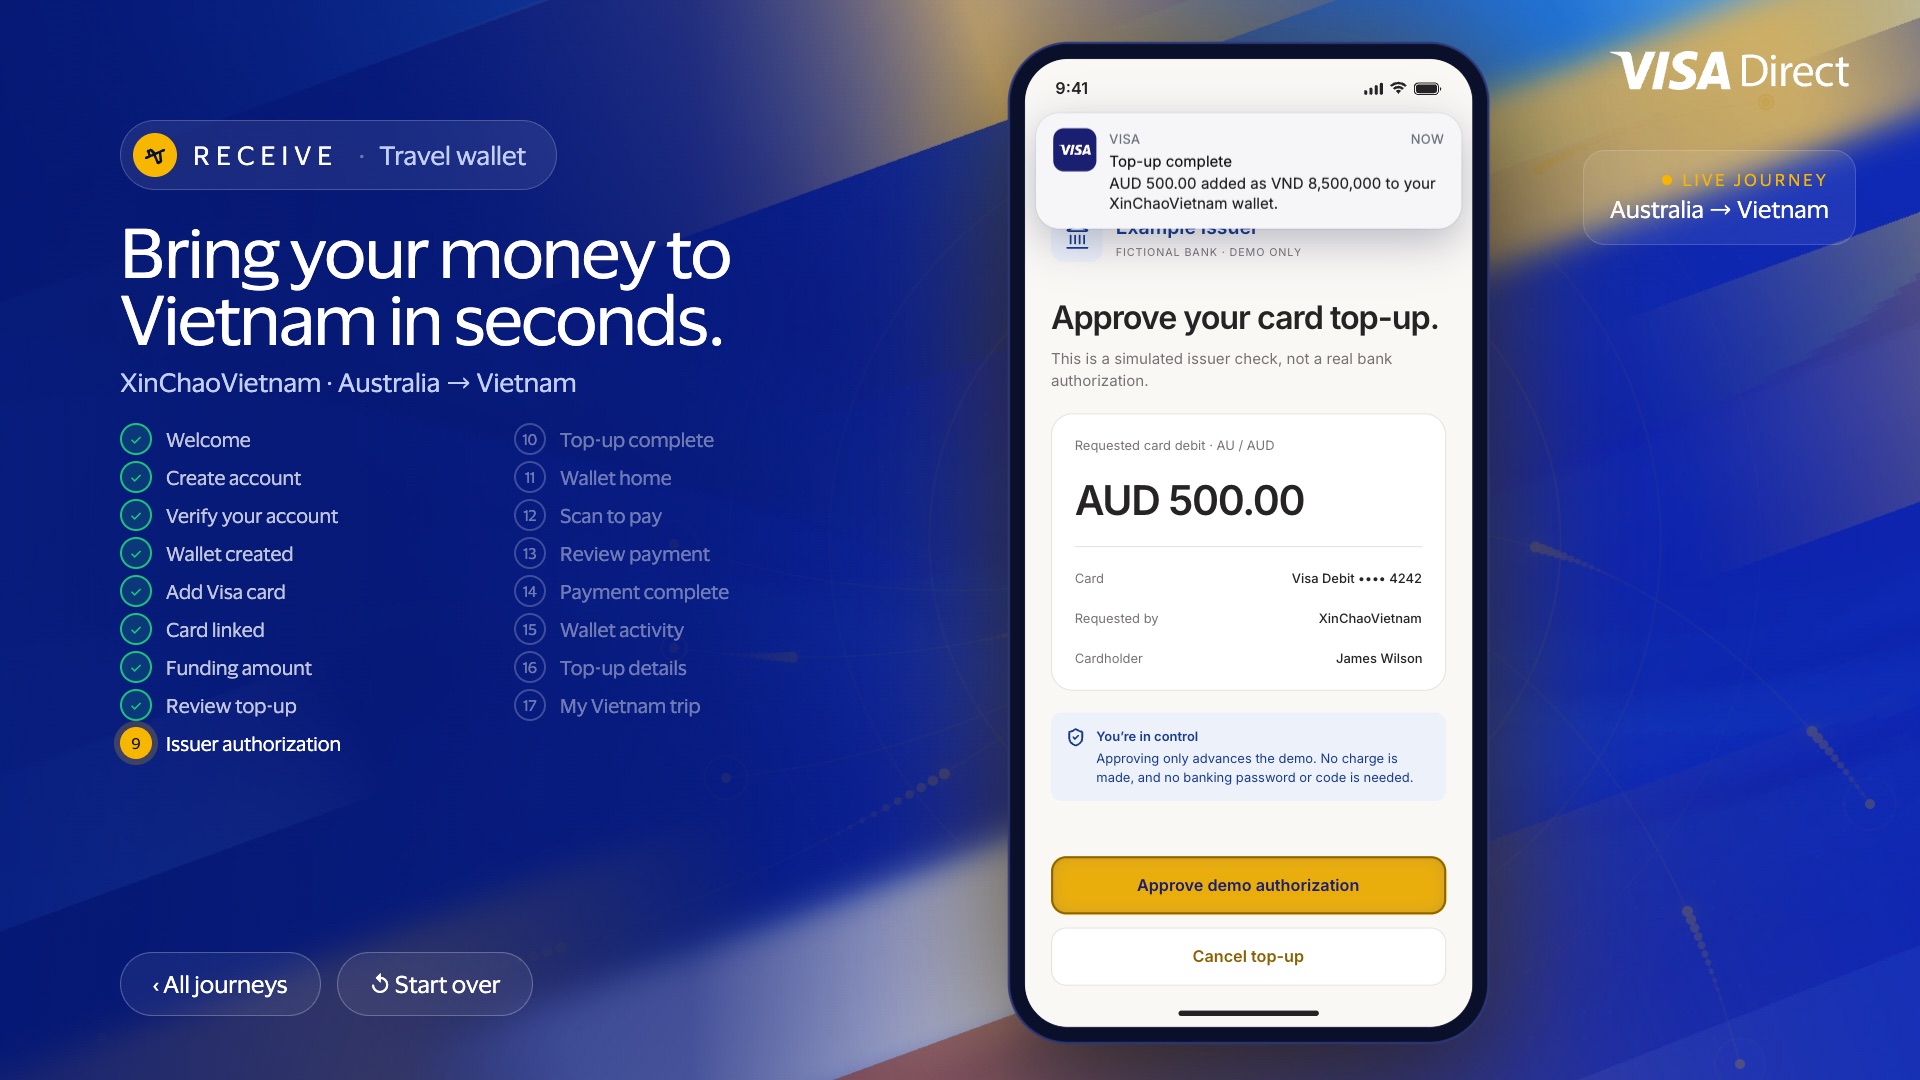 RECEIVE · Travel wallet
Bring your money to
Vietnam in seconds.
XinChaoVietnam · Australia → Vietnam
Welcome
Create account
Verify your account
Wallet created
Add Visa card
Card linked
Funding amount
Review top-up
9 Issuer authorization
10 Top-up complete
11 Wallet home
12 Scan to pay
13 Review payment
14 Payment complete
15 Wallet activity
16 Top-up details
17 My Vietnam trip
‹ All journeys
Start over
9:41
VISA
VISA NOW
Top-up complete
AUD 500.00 added as VND 8,500,000 to your
XinChaoVietnam wallet.
Example Issuer
FICTIONAL BANK · DEMO ONLY
Approve your card top-up.
This is a simulated issuer check, not a real bank
authorization.
Requested card debit · AU / AUD
AUD 500.00
Card Visa Debit •••• 4242
Requested by XinChaoVietnam
Cardholder James Wilson
You're in control
Approving only advances the demo. No charge is
made, and no banking password or code is needed.
Approve demo authorization
Cancel top-up
VISA Direct
LIVE JOURNEY
Australia → Vietnam